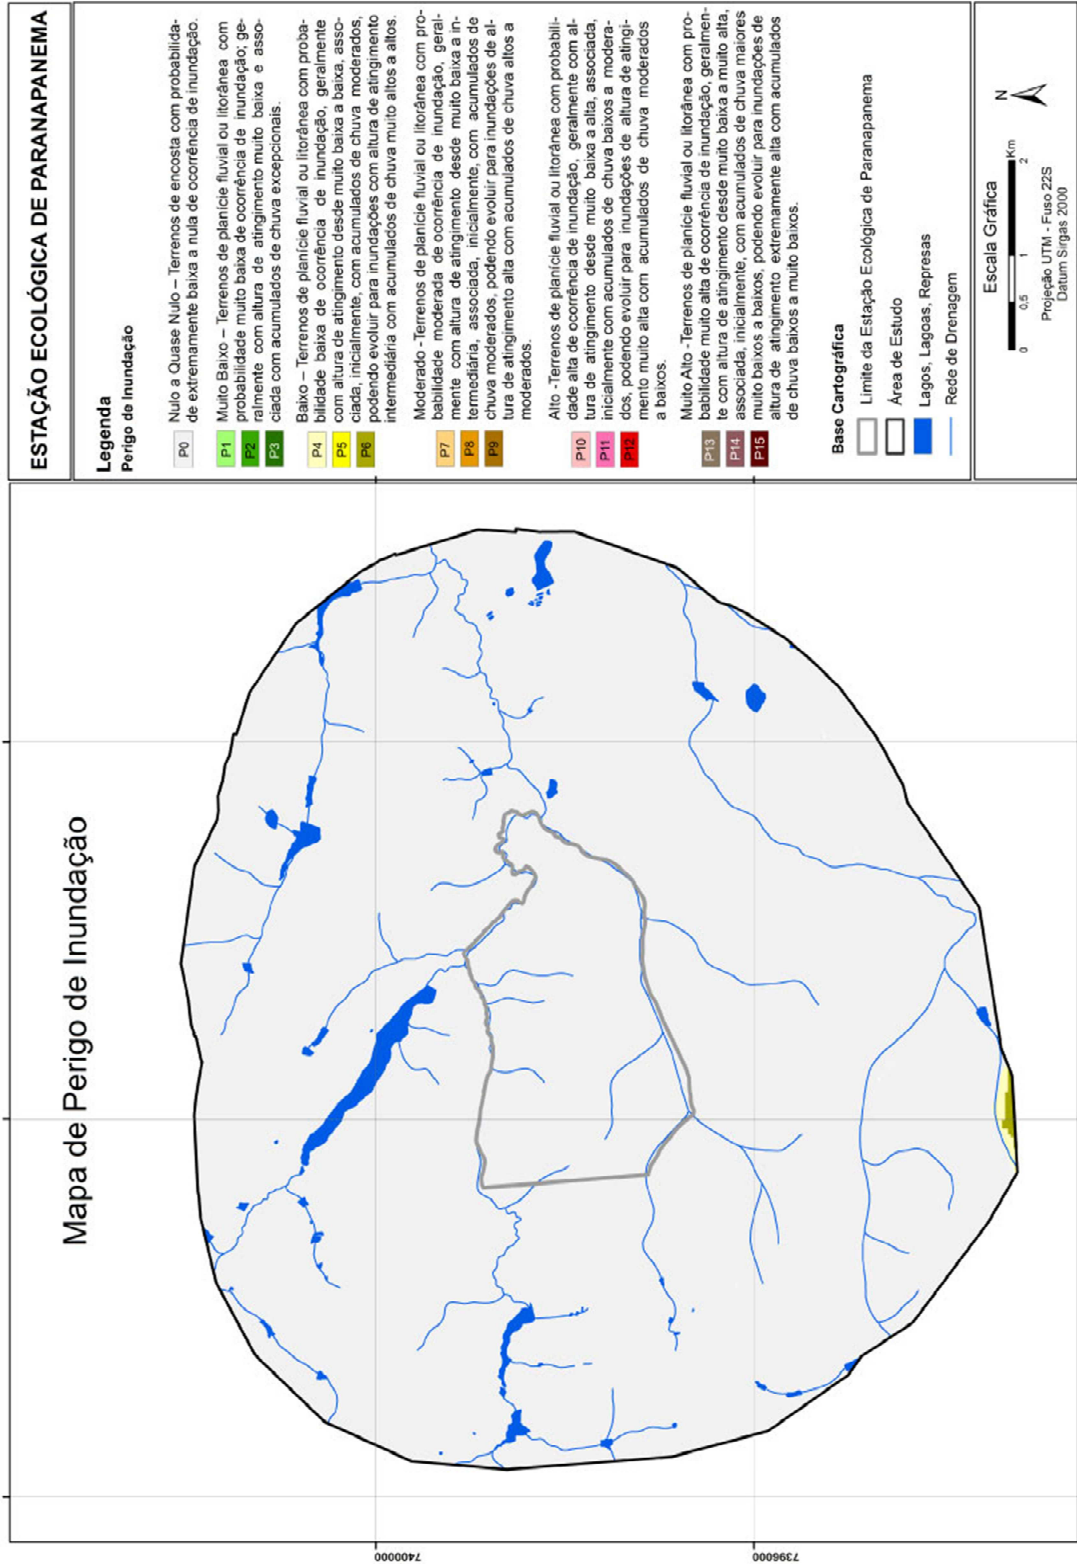 Mapa de Perigo de Inundação
7400000
7396000
ESTAÇÃO ECOLÓGICA DE PARANAPANEMA
Legenda
Perigo de Inundação
P0
Nulo a Quase Nulo – Terrenos de encosta com probabilida-
de extremamente baixa a nula de ocorrência de inundação.
P1
P2
P3
Muito Baixo – Terrenos de planície fluvial ou litorânea com
probabilidade muito baixa de ocorrência de inundação; ge-
ralmente com altura de atingimento muito baixa e asso-
ciada com acumulados de chuva excepcionais.
P4
P5
P6
Baixo – Terrenos de planície fluvial ou litorânea com proba-
bilidade baixa de ocorrência de inundação, geralmente
com altura de atingimento desde muito baixa a baixa, asso-
ciada, inicialmente, com acumulados de chuva moderados,
podendo evoluir para inundações com altura de atingimento
intermediária com acumulados de chuva muito altos a altos.
P7
P8
P9
Moderado -Terrenos de planície fluvial ou litorânea com pro-
babilidade moderada de ocorrência de inundação, geral-
mente com altura de atingimento desde muito baixa a in-
termediária, associada, inicialmente, com acumulados de
chuva moderados, podendo evoluir para inundações de al-
tura de atingimento alta com acumulados de chuva altos a
moderados.
P10
P11
P12
Alto -Terrenos de planície fluvial ou litorânea com probabili-
dade alta de ocorrência de inundação, geralmente com al-
tura de atingimento desde muito baixa a alta, associada,
inicialmente com acumulados de chuva baixos a modera-
dos, podendo evoluir para inundações de altura de atingi-
mento muito alta com acumulados de chuva moderados
a baixos.
P13
P14
P15
Muito Alto -Terrenos de planície fluvial ou litorânea com pro-
babilidade muito alta de ocorrência de inundação, geralmen-
te com altura de atingimento desde muito baixa a muito alta,
associada, inicialmente, com acumulados de chuva maiores
muito baixos a baixos, podendo evoluir para inundações de
altura de atingimento extremamente alta com acumulados
de chuva baixos a muito baixos.
Base Cartográfica
Limite da Estação Ecológica de Paranapanema
Área de Estudo
Lagos, Lagoas, Represas
Rede de Drenagem
Escala Gráfica
0 0,5 1 2
Km
N
Projeção UTM - Fuso 22S
Datum Sirgas 2000